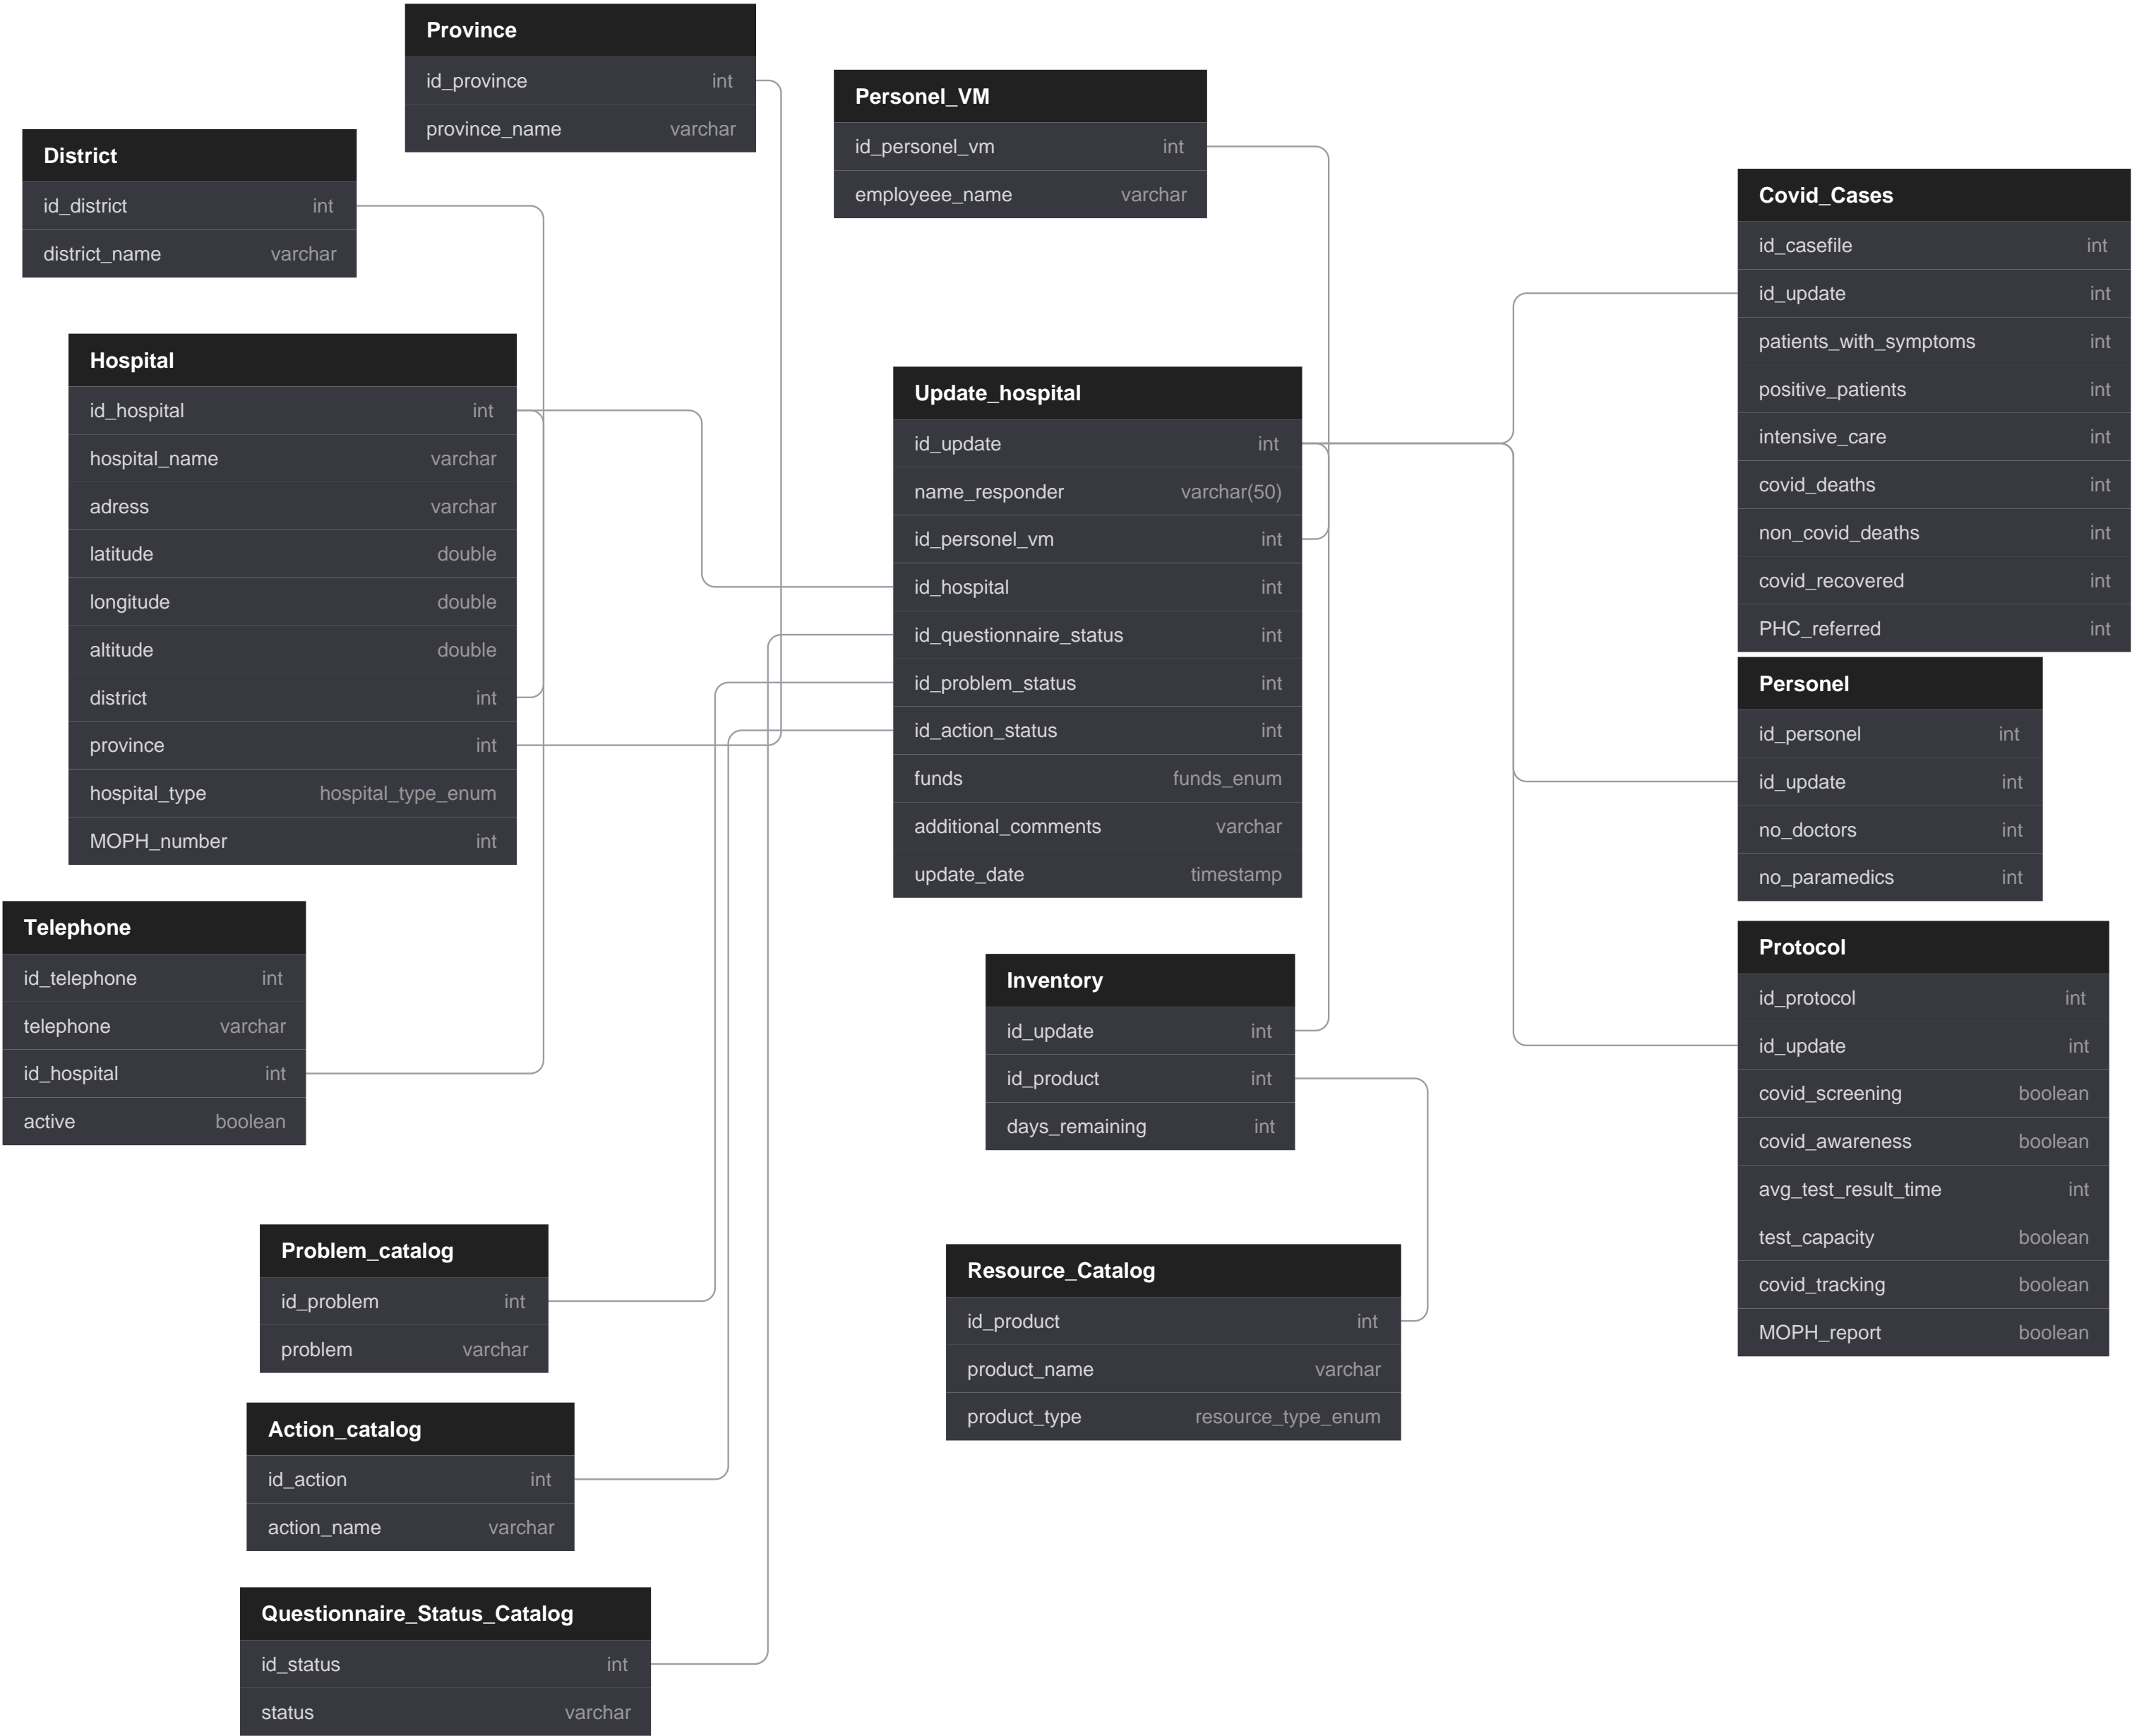 Province
id_province int
province_name varchar
District
id_district int
district_name varchar
Personel_VM
id_personel_vm int
employeee_name varchar
Hospital
id_hospital int
hospital_name varchar
adress varchar
latitude double
longitude double
altitude double
district int
province int
hospital_type hospital_type_enum
MOPH_number int
Update_hospital
id_update int
name_responder varchar(50)
id_personel_vm int
id_hospital int
id_questionnaire_status int
id_problem_status int
id_action_status int
funds funds_enum
additional_comments varchar
update_date timestamp
Covid_Cases
id_casefile int
id_update int
patients_with_symptoms int
positive_patients int
intensive_care int
covid_deaths int
non_covid_deaths int
covid_recovered int
PHC_referred int
Personel
id_personel int
id_update int
no_doctors int
no_paramedics int
Telephone
id_telephone int
telephone varchar
id_hospital int
active boolean
Inventory
id_update int
id_product int
days_remaining int
Protocol
id_protocol int
id_update int
covid_screening boolean
covid_awareness boolean
avg_test_result_time int
test_capacity boolean
covid_tracking boolean
MOPH_report boolean
Problem_catalog
id_problem int
problem varchar
Resource_Catalog
id_product int
product_name varchar
product_type resource_type_enum
Action_catalog
id_action int
action_name varchar
Questionnaire_Status_Catalog
id_status int
status varchar